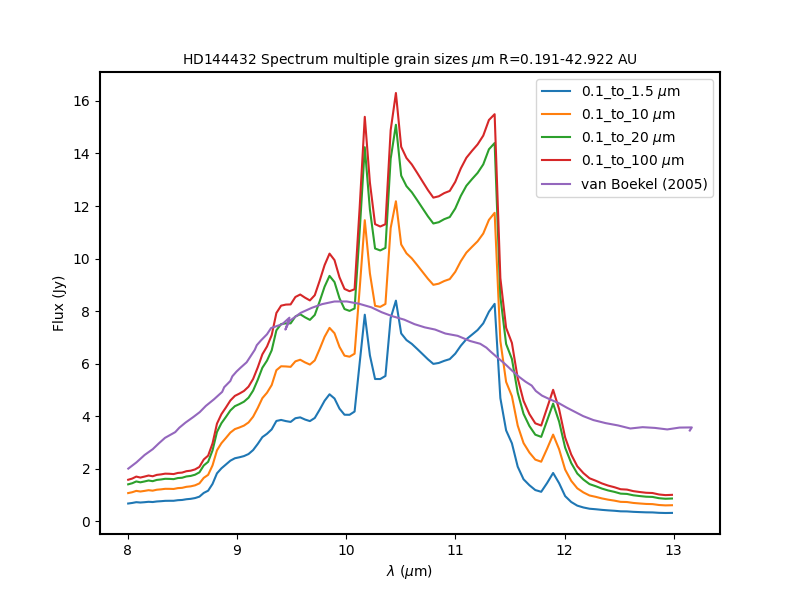 HD144432 Spectrum multiple grain sizes μm R=0.191-42.922 AU
0.1_to_1.5 μm
0.1_to_10 μm
0.1_to_20 μm
0.1_to_100 μm
van Boekel (2005)
Flux (Jy)
16
14
12
10
8
6
4
2
0
8 9 10 11 12 13
λ (μm)